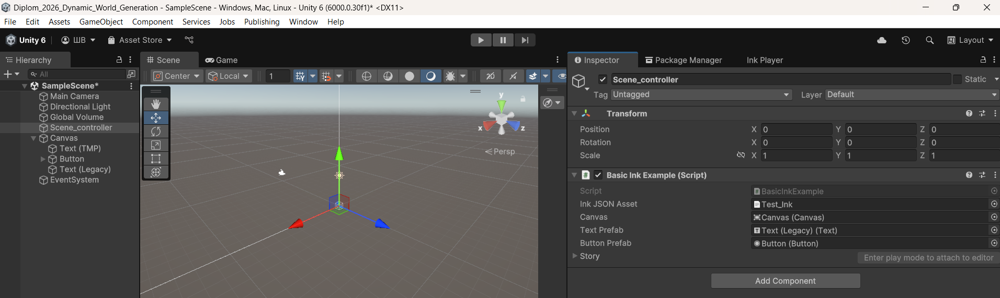 Diplom_2026_Dynamic_World_Generation - SampleScene - Windows, Mac, Linux - Unity 6 (6000.0.30f1)* <DX11>
File Edit Assets GameObject Component Services Jobs Publishing Window Help
Unity 6 ШВ Asset Store Layout
Hierarchy
All
SampleScene*
Main Camera
Directional Light
Global Volume
Scene_controller
Canvas
Text (TMP)
Button
Text (Legacy)
EventSystem
Scene Game
Center Local 1 2D
y
x z
Persp
Inspector Package Manager Ink Player
Scene_controller Static
Tag Untagged Layer Default
Transform
Position X 0 Y 0 Z 0
Rotation X 0 Y 0 Z 0
Scale X 1 Y 1 Z 1
# Basic Ink Example (Script)
Script BasicInkExample
Ink JSON Asset Test_Ink
Canvas Canvas (Canvas)
Text Prefab Text (Legacy) (Text)
Button Prefab Button (Button)
Story Enter play mode to attach to editor
Add Component